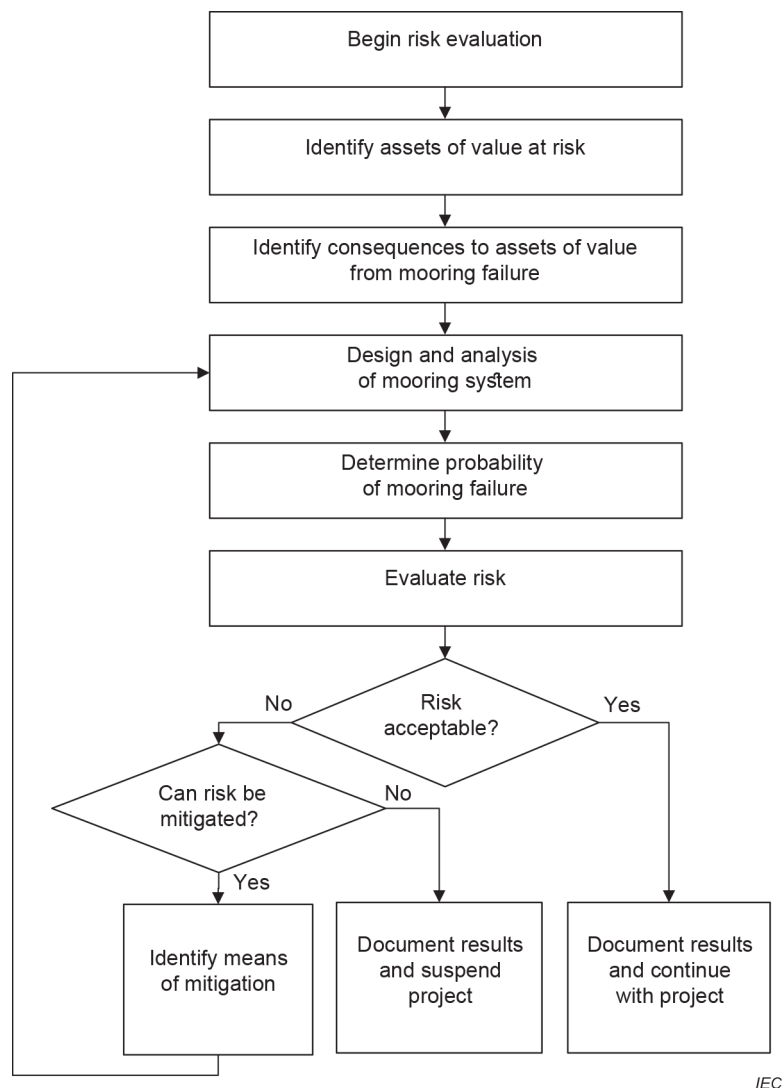 Begin risk evaluation
Identify assets of value at risk
Identify consequences to assets of value
from mooring failure
Design and analysis
of mooring system
Determine probability
of mooring failure
Evaluate risk
Risk
acceptable?
No
Yes
Can risk be
mitigated?
No
Yes
Identify means
of mitigation
Document results
and suspend
project
Document results
and continue
with project
IEC